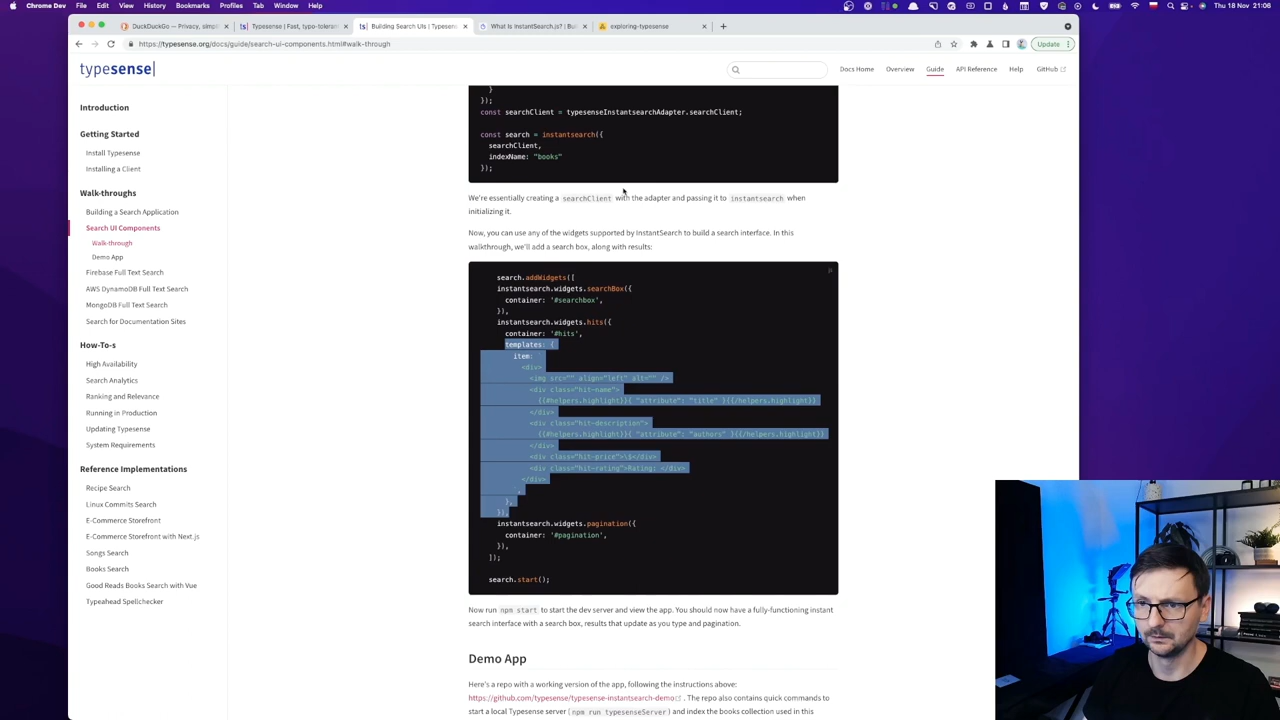 Chrome File Edit View History Bookmarks Profiles Tab Window Help
Thu 23 Feb 21:06
DuckDuckGo — Privacy, simpli
Typesense | Fast, typo-toleran
Building Search UIs | Typesens
What Is InstantSearch.js? | Bui
exploring-typesense
https://typesense.org/docs/guide/search-ui-components.html#walk-through
Update
typesense|
Docs Home Overview Guide API Reference Help GitHub
Introduction
Getting Started
Install Typesense
Installing a Client
Walk-throughs
Building a Search Application
Search UI Components
Walk-through
Demo App
Firebase Full Text Search
AWS DynamoDB Full Text Search
MongoDB Full Text Search
Search for Documentation Sites
How-To-s
High Availability
Search Analytics
Ranking and Relevance
Running in Production
Updating Typesense
System Requirements
Reference Implementations
Recipe Search
Linux Commits Search
E-Commerce Storefront
E-Commerce Storefront with Next.js
Songs Search
Books Search
Good Reads Books Search with Vue
Typeahead Spellchecker
}
});
const searchClient = typesenseInstantsearchAdapter.searchClient;
const search = instantsearch({
searchClient,
indexName: "books"
});
We're essentially creating a searchClient with the adapter and passing it to instantsearch when
initializing it.
Now, you can use any of the widgets supported by InstantSearch to build a search interface. In this
walkthrough, we'll add a search box, along with results:
js
search.addWidgets([
instantsearch.widgets.searchBox({
container: '#searchbox',
}),
instantsearch.widgets.hits({
container: '#hits',
templates: {
item: `
<div>
<img src="" align="left" alt="" />
<div class="hit-name">
{{#helpers.highlight}}{ "attribute": "title" }{{/helpers.highlight}}
</div>
<div class="hit-description">
{{#helpers.highlight}}{ "attribute": "authors" }{{/helpers.highlight}}
</div>
<div class="hit-price">\$</div>
<div class="hit-rating">Rating: </div>
</div>
`,
},
}),
instantsearch.widgets.pagination({
container: '#pagination',
}),
]);
search.start();
Now run npm start to start the dev server and view the app. You should now have a fully-functioning instant
search interface with a search box, results that update as you type and pagination.
Demo App
Here's a repo with a working version of the app, following the instructions above:
https://github.com/typesense/typesense-instantsearch-demo . The repo also contains quick commands to
start a local Typesense server (npm run typesenseServer) and index the books collection used in this